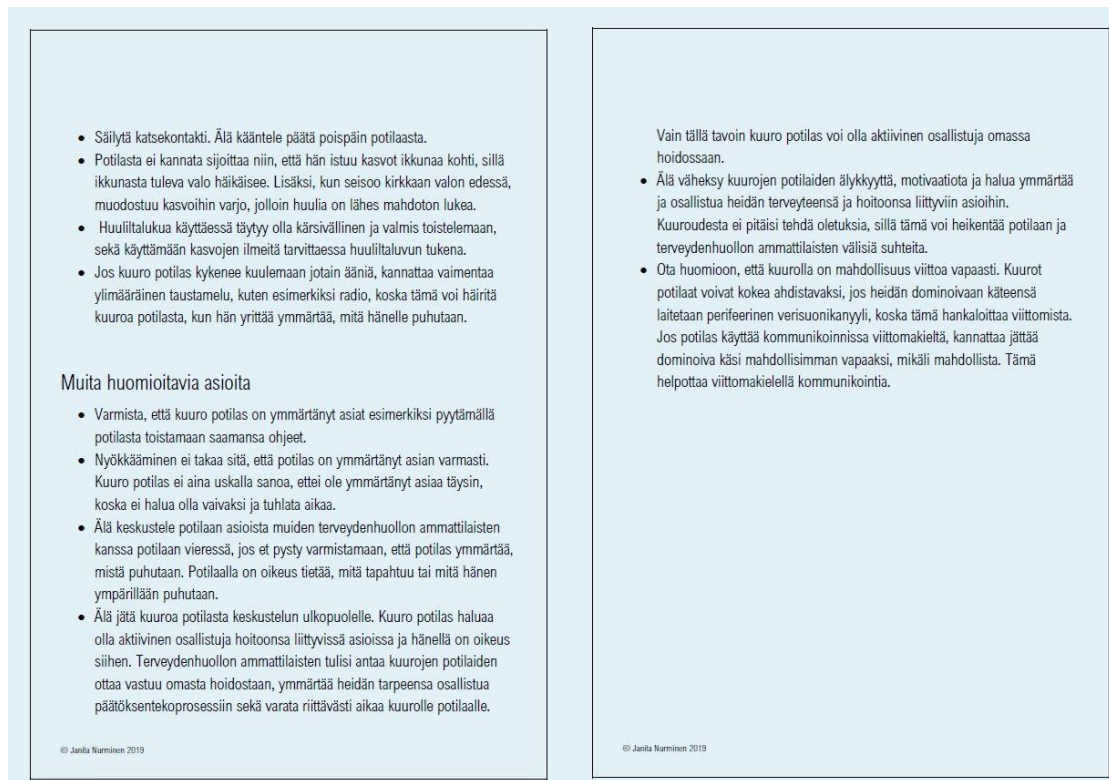 • Säilytä katsekontakti. Älä kääntele päätä poispäin potilaasta.
• Potilasta ei kannata sijoittaa niin, että hän istuu kasvot ikkunaa kohti, sillä
ikkunasta tuleva valo häikäisee. Lisäksi, kun seisoo kirkkaan valon edessä,
muodostuu kasvoihin varjo, jolloin huulia on lähes mahdoton lukea.
• Huuliltalukua käyttäessä täytyy olla kärsivällinen ja valmis toistelemaan,
sekä käyttämään kasvojen ilmeitä tarvittaessa huuliltaluvun tukena.
• Jos kuuro potilas kykenee kuulemaan jotain ääniä, kannattaa vaimentaa
ylimääräinen taustamelu, kuten esimerkiksi radio, koska tämä voi häiritä
kuuroa potilasta, kun hän yrittää ymmärtää, mitä hänelle puhutaan.
Muita huomioitavia asioita
• Varmista, että kuuro potilas on ymmärtänyt asiat esimerkiksi pyytämällä
potilasta toistamaan saamansa ohjeet.
• Nyökkääminen ei takaa sitä, että potilas on ymmärtänyt asian varmasti.
Kuuro potilas ei aina uskalla sanoa, ettei ole ymmärtänyt asiaa täysin,
koska ei halua olla vaivaksi ja tuhlata aikaa.
• Älä keskustele potilaan asioista muiden terveydenhuollon ammattilaisten
kanssa potilaan vieressä, jos et pysty varmistamaan, että potilas ymmärtää,
mistä puhutaan. Potilaalla on oikeus tietää, mitä tapahtuu tai mitä hänen
ympärillään puhutaan.
• Älä jätä kuuroa potilasta keskustelun ulkopuolelle. Kuuro potilas haluaa
olla aktiivinen osallistuja hoitoonsa liittyvissä asioissa ja hänellä on oikeus
siihen. Terveydenhuollon ammattilaisten tulisi antaa kuurojen potilaiden
ottaa vastuu omasta hoidostaan, ymmärtää heidän tarpeensa osallistua
päätöksentekoprosessiin sekä varata riittävästi aikaa kuurolle potilaalle.
© Janita Nurminen 2019
Vain tällä tavoin kuuro potilas voi olla aktiivinen osallistuja omassa
hoidossaan.
• Älä väheksy kuurojen potilaiden älykkyyttä, motivaatiota ja halua ymmärtää
ja osallistua heidän terveyteensä ja hoitoonsa liittyviin asioihin.
Kuuroudesta ei pitäisi tehdä oletuksia, sillä tämä voi heikentää potilaan ja
terveydenhuollon ammattilaisten välisiä suhteita.
• Ota huomioon, että kuurolla on mahdollisuus viittoa vapaasti. Kuurot
potilaat voivat kokea ahdistavaksi, jos heidän dominoivaan käteensä
laitetaan perifeerinen verisuonikanyyli, koska tämä hankaloittaa viittomista.
Jos potilas käyttää kommunikoinnissa viittomakieltä, kannattaa jättää
dominoiva käsi mahdollisimman vapaaksi, mikäli mahdollista. Tämä
helpottaa viittomakielellä kommunikointia.
© Janita Nurminen 2019